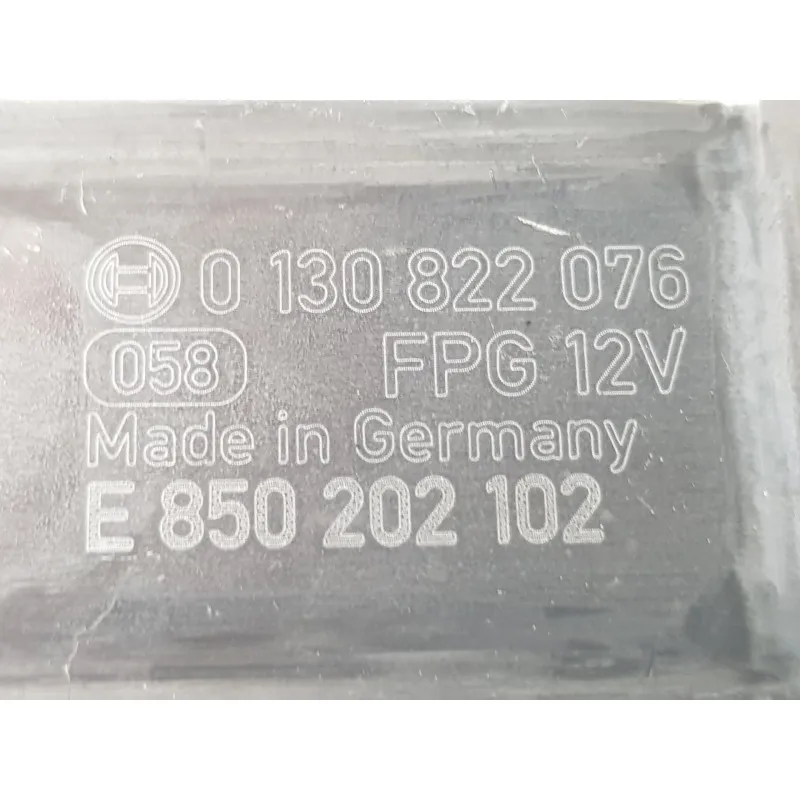 0 130 822 076
058 FPG 12V
Made in Germany
E 850 202 102